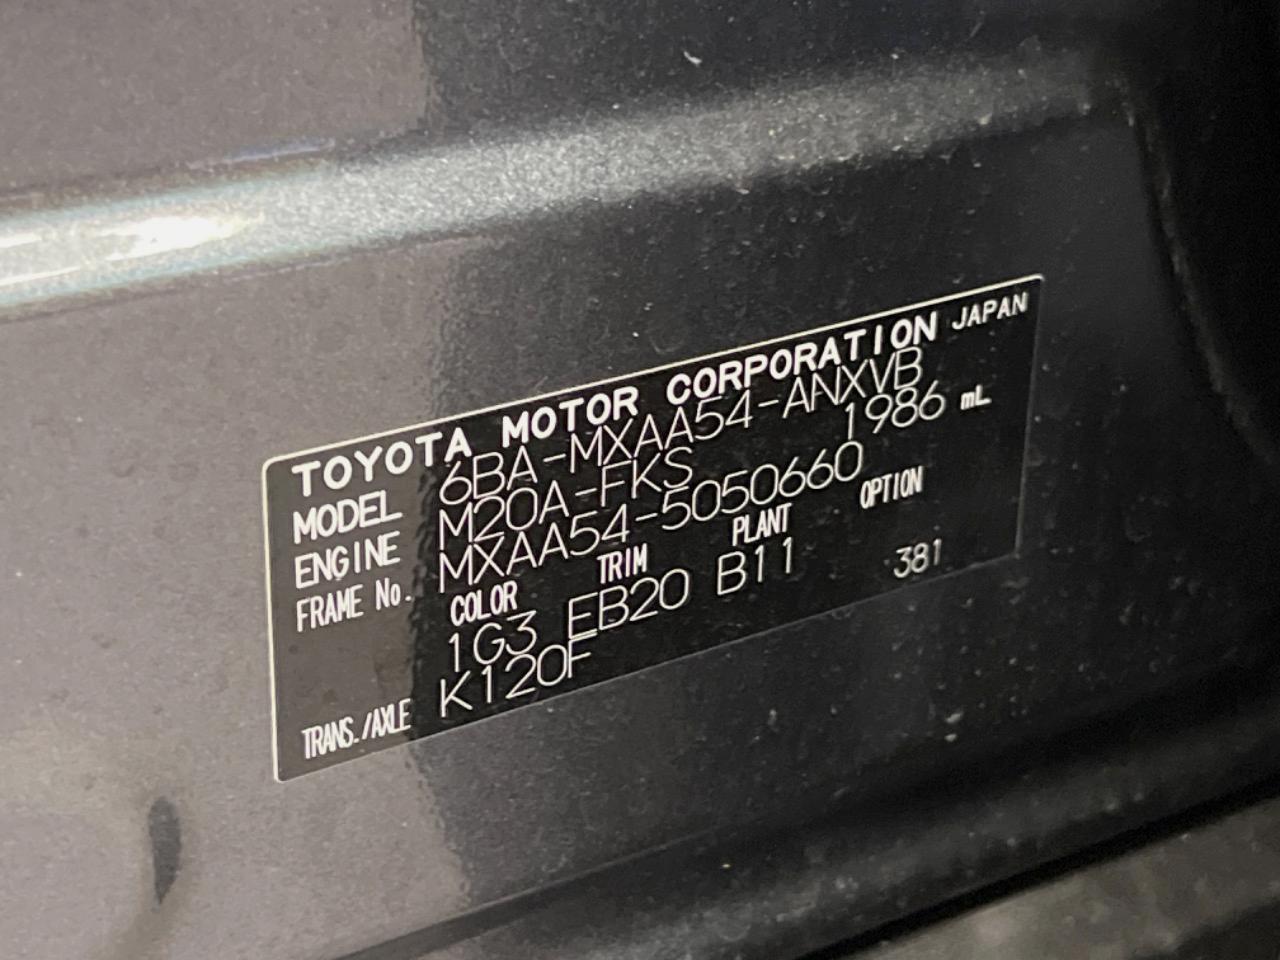 TOYOTA MOTOR CORPORATION JAPAN
MODEL 6BA-MXAA54-ANXVB
ENGINE M20A-FKS 1986 mL
FRAME No. MXAA54-5050660
COLOR TRIM PLANT OPTION
1G3 EB20 B11 381
TRANS./AXLE K120F